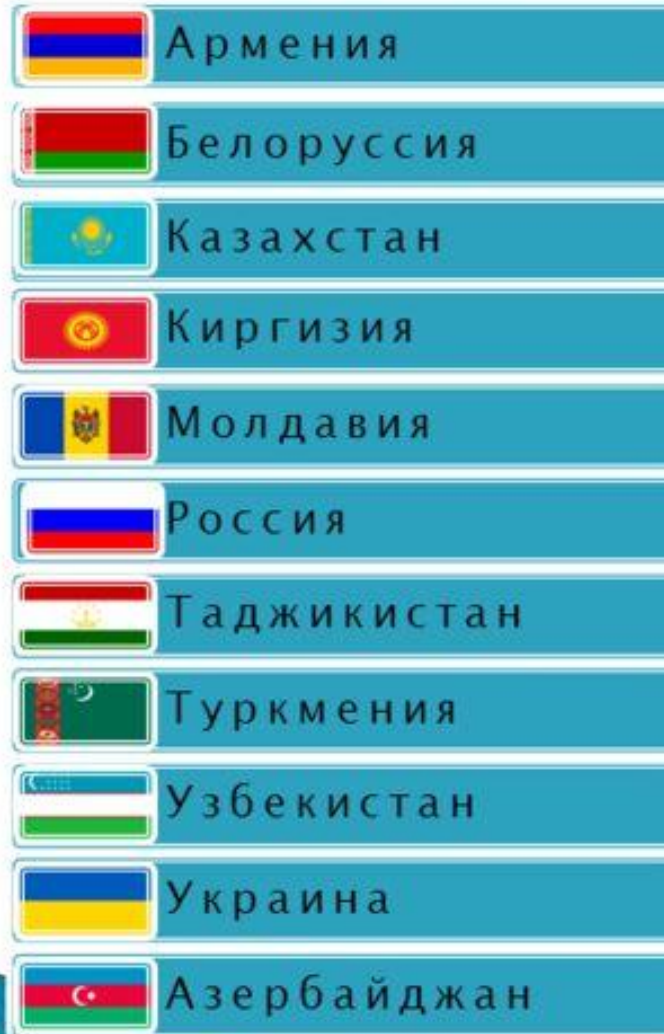 Армения
Белоруссия
Казахстан
Киргизия
Молдавия
Россия
Таджикистан
Туркмения
Узбекистан
Украина
Азербайджан